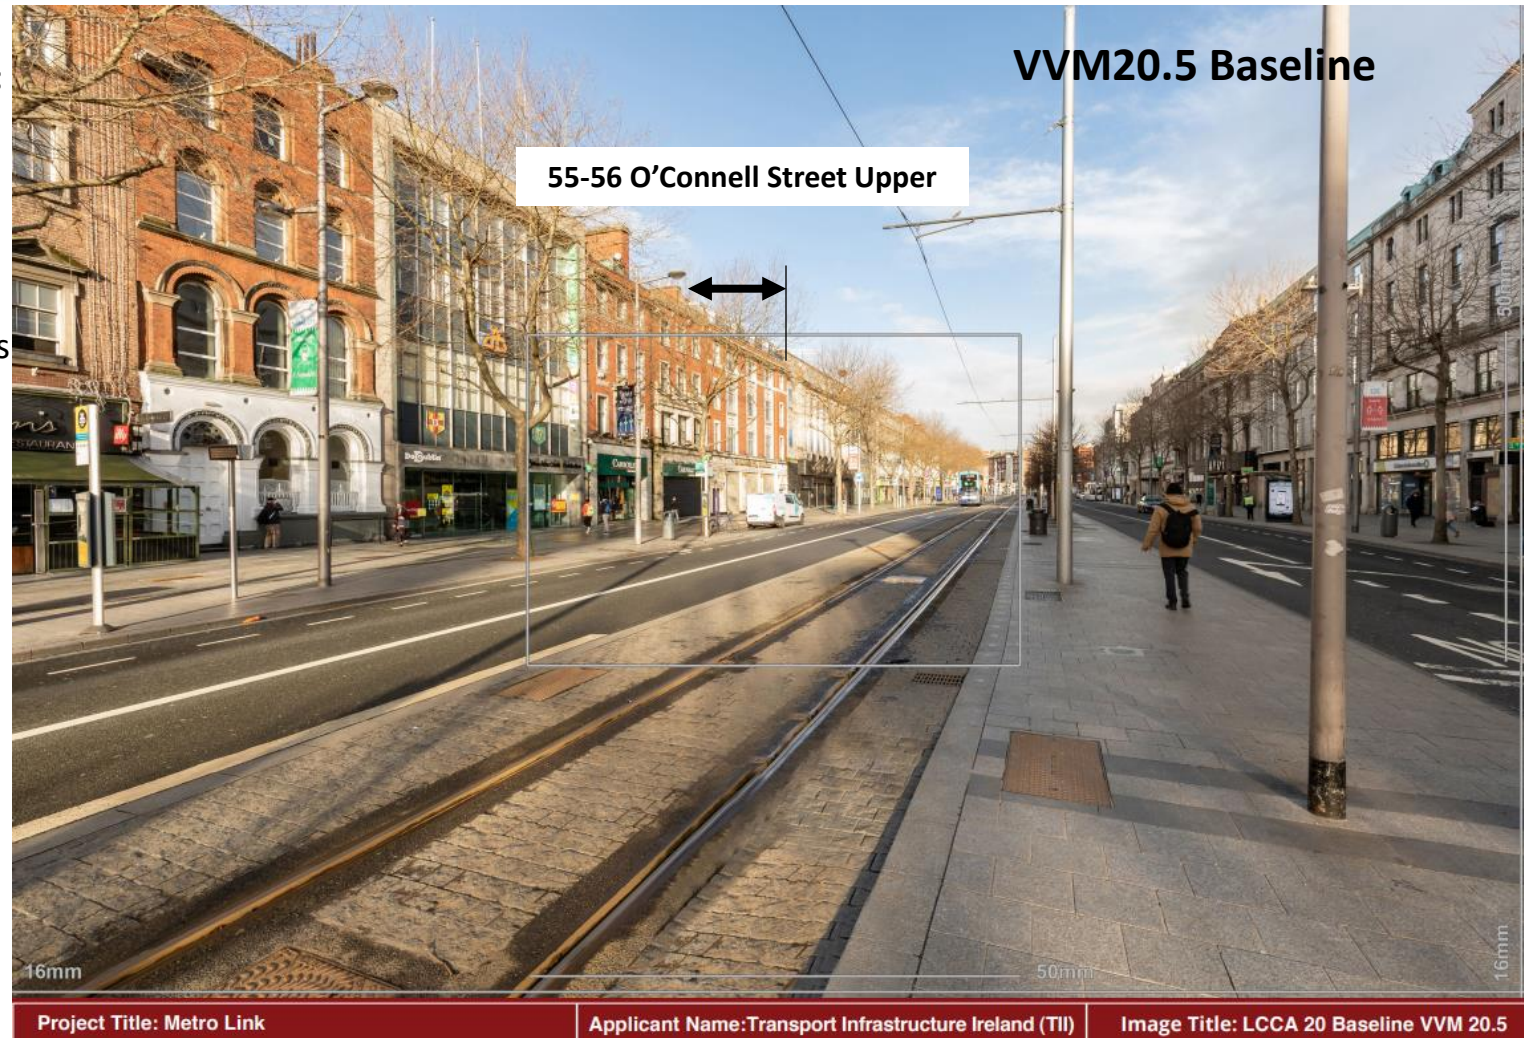 VVM20.5 Baseline
55-56 O'Connell Street Upper
s
DoDublin
16mm
50mm
50mm
16mm
Project Title: Metro Link
Applicant Name:Transport Infrastructure Ireland (TII)
Image Title: LCCA 20 Baseline VVM 20.5